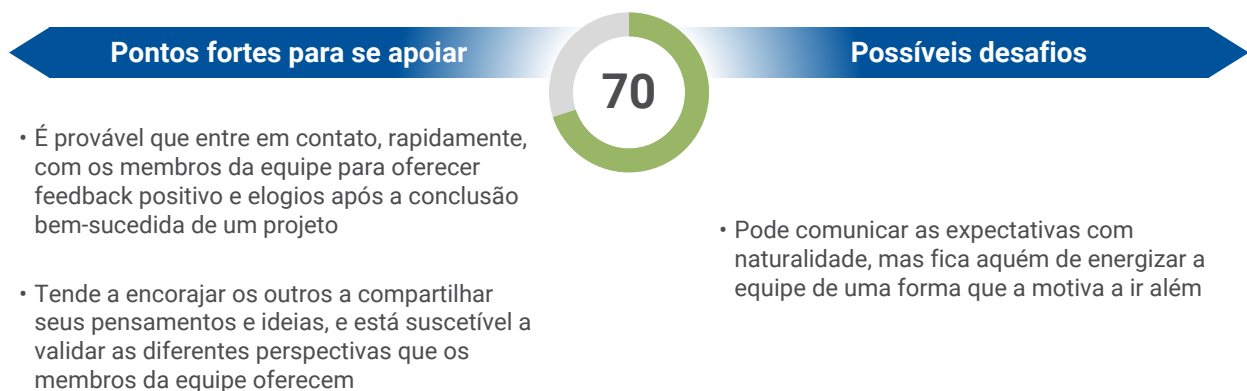 Pontos fortes para se apoiar
70
Possíveis desafios
• É provável que entre em contato, rapidamente,
com os membros da equipe para oferecer
feedback positivo e elogios após a conclusão
bem-sucedida de um projeto
• Tende a encorajar os outros a compartilhar
seus pensamentos e ideias, e está suscetível a
validar as diferentes perspectivas que os
membros da equipe oferecem
• Pode comunicar as expectativas com
naturalidade, mas fica aquém de energizar a
equipe de uma forma que a motiva a ir além